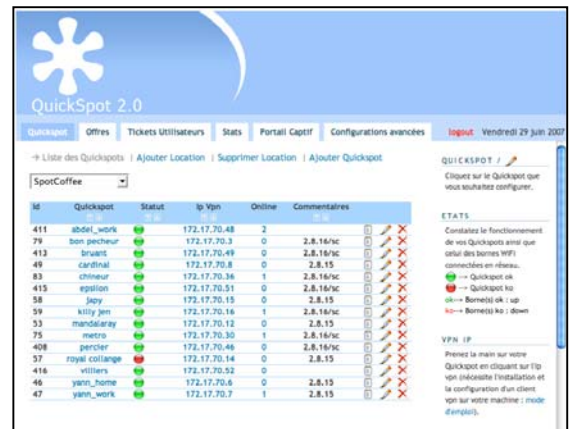 QuickSpot 2.0
Quickspot Offres Tickets Utilisateurs Stats Portail Captif Configurations avancées logout Vendredi 29 juin 2007
→ Liste des Quickspots | Ajouter Location | Supprimer Location | Ajouter Quickspot
SpotCoffee
Id Quickspot Statut Ip Vpn Online Commentaires
411 abdel_work 172.17.70.48 2
79 bon pecheur 172.17.70.3 0 2.8.16/sc
413 bruant 172.17.70.49 0 2.8.16/sc
49 cardinal 172.17.70.8 0 2.8.15
83 chineur 172.17.70.36 1 2.8.16/sc
415 epsilon 172.17.70.51 0 2.8.16/sc
58 japy 172.17.70.15 0 2.8.15
59 killy jen 172.17.70.16 1 2.8.16/sc
53 mandalaray 172.17.70.12 0 2.8.15
75 metro 172.17.70.30 1 2.8.16/sc
408 percier 172.17.70.46 0 2.8.16/sc
57 royal collange 172.17.70.14 0 2.8.15
416 villiers 172.17.70.52 0
46 yann_home 172.17.70.6 0 2.8.15
47 yann_work 172.17.70.7 1 2.8.15
QUICKSPOT /
Cliquez sur le Quickspot que
vous souhaitez configurer.
ETATS
Constatez le fonctionnement
de vos Quickspots ainsi que
celui des bornes WIFI
connectées en réseau.
--> Quickspot ok
--> Quickspot ko
ok--> Borne(s) ok : up
ko--> Borne(s) ko : down
VPN IP
Prenez la main sur votre
Quickspot en cliquant sur l'ip
vpn (nécessite l'installation et
la configuration d'un client
vpn sur votre machine : mode
d'emploi).